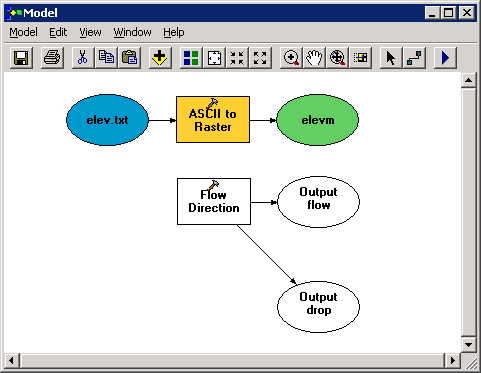 Model
Model Edit View Window Help
elev.txt
ASCII to
Raster
elevm
Flow
Direction
Output
flow
Output
drop